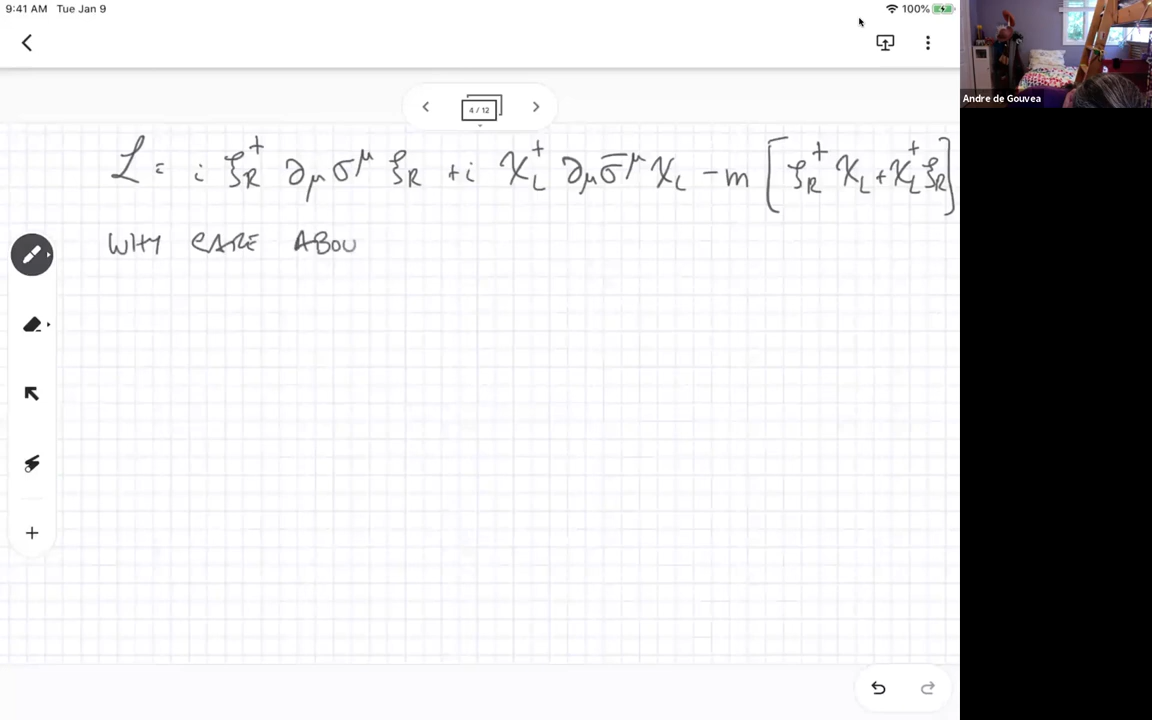 9:41 AM Tue Jan 9
100%
Andre de Gouvea
4 / 12
ℒ = i ξ_R^† ∂_μ σ^μ ξ_R + i χ_L^† ∂_μ σ̄^μ χ_L − m [ξ_R^† χ_L + χ_L^† ξ_R]
WHY CARE ABOU